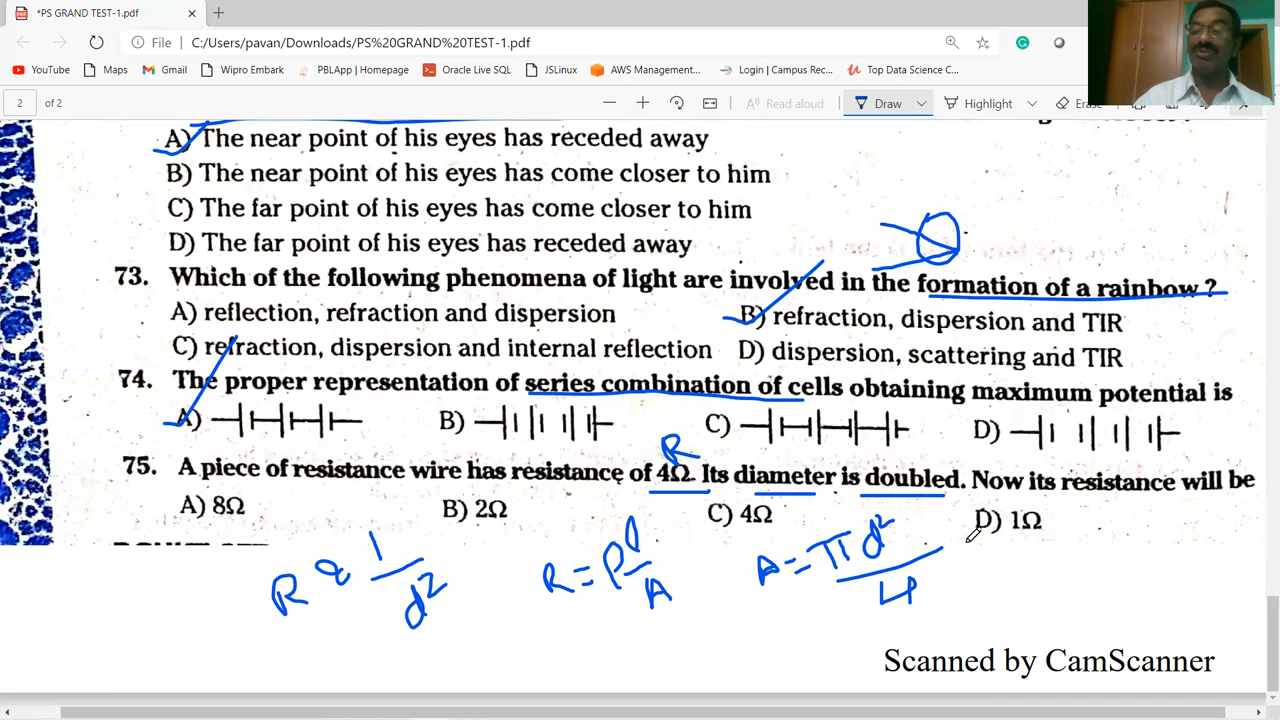 *PS GRAND TEST-1.pdf
File C:/Users/pavan/Downloads/PS%20GRAND%20TEST-1.pdf
YouTube Maps Gmail Wipro Embark PBLApp | Homepage Oracle Live SQL JSLinux AWS Management... Login | Campus Rec... Top Data Science C...
2 of 2 Read aloud Draw Highlight Erase
A) The near point of his eyes has receded away
B) The near point of his eyes has come closer to him
C) The far point of his eyes has come closer to him
D) The far point of his eyes has receded away
73. Which of the following phenomena of light are involved in the formation of a rainbow ?
A) reflection, refraction and dispersion B) refraction, dispersion and TIR
C) refraction, dispersion and internal reflection D) dispersion, scattering and TIR
74. The proper representation of series combination of cells obtaining maximum potential is
A) B) C) D)
R
75. A piece of resistance wire has resistance of 4Ω. Its diameter is doubled. Now its resistance will be
A) 8Ω B) 2Ω C) 4Ω D) 1Ω
R ∝ 1/d² R = ρl/A A = πd²/4
Scanned by CamScanner